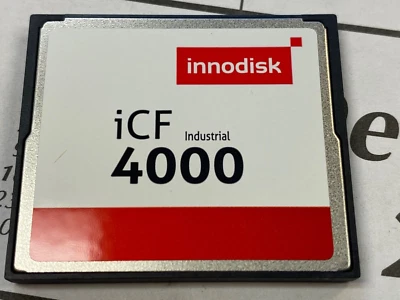 innodisk
iCF Industrial
4000
e